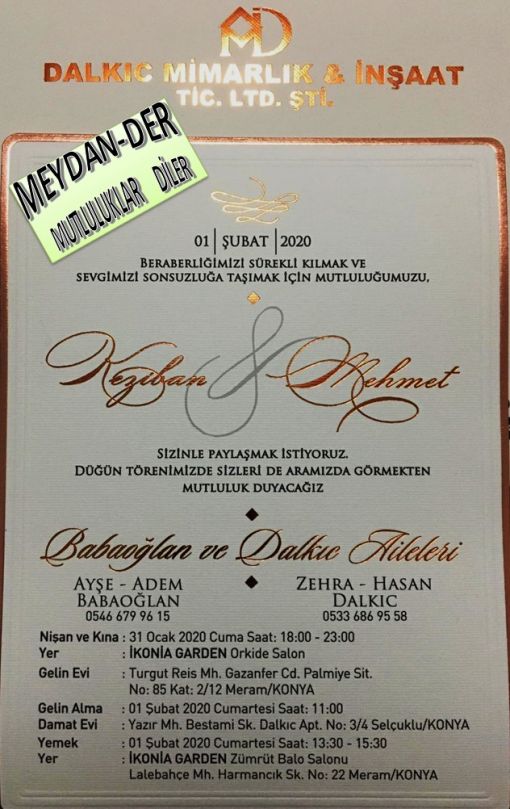 DALKIC MİMARLIK & İNŞAAT
TİC. LTD. ŞTİ.
MEYDAN-DER
MUTLULUKLAR DİLER
01 | ŞUBAT | 2020
BERABERLİĞİMİZİ SÜREKLİ KILMAK VE
SEVGİMİZİ SONSUZLUĞA TAŞIMAK İÇİN MUTLULUĞUMUZU,
Keziban & Mehmet
SİZİNLE PAYLAŞMAK İSTİYORUZ.
DÜĞÜN TÖRENİMİZDE SİZLERİ DE ARAMIZDA GÖRMEKTEN
MUTLULUK DUYACAĞIZ
Babaoğlan ve Dalkıc Aileleri
AYŞE - ADEM
BABAOĞLAN
0546 679 96 15
ZEHRA - HASAN
DALKIC
0533 686 95 58
Nişan ve Kına : 31 Ocak 2020 Cuma Saat: 18:00 - 23:00
Yer : İKONİA GARDEN Orkide Salon
Gelin Evi : Turgut Reis Mh. Gazanfer Cd. Palmiye Sit.
No: 85 Kat: 2/12 Meram/KONYA
Gelin Alma : 01 Şubat 2020 Cumartesi Saat: 11:00
Damat Evi : Yazır Mh. Bestami Sk. Dalkıc Apt. No: 3/4 Selçuklu/KONYA
Yemek : 01 Şubat 2020 Cumartesi Saat: 13:30 - 15:30
Yer : İKONİA GARDEN Zümrüt Balo Salonu
Lalebahçe Mh. Harmancık Sk. No: 22 Meram/KONYA